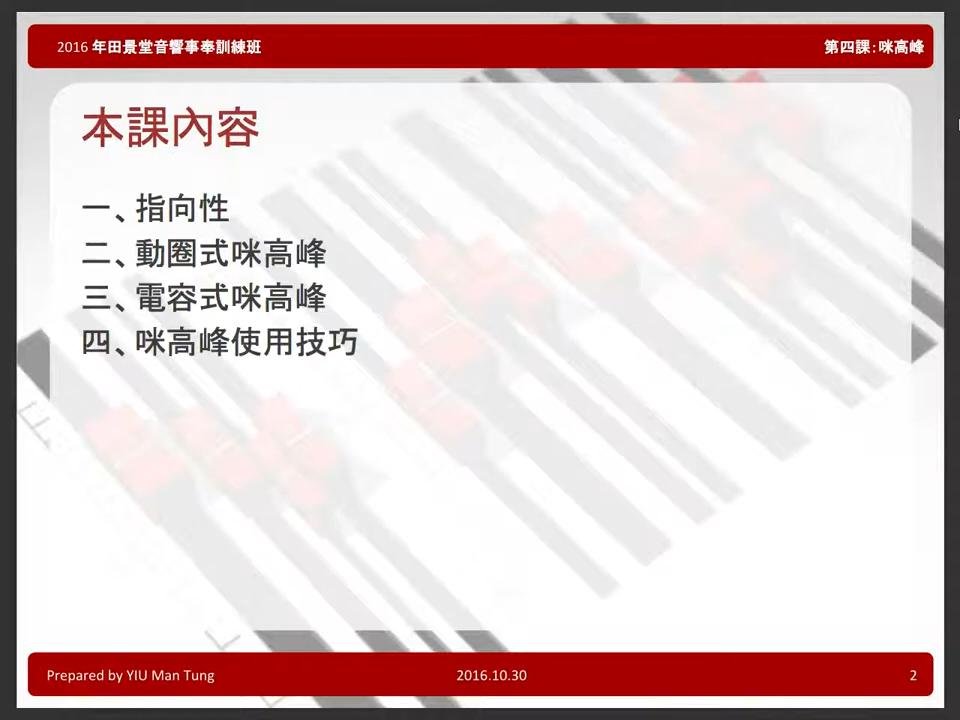 2016 年田景堂音響事奉訓練班
第四課：咪高峰
本課內容
一、指向性
二、動圈式咪高峰
三、電容式咪高峰
四、咪高峰使用技巧
Prepared by YIU Man Tung
2016.10.30
2